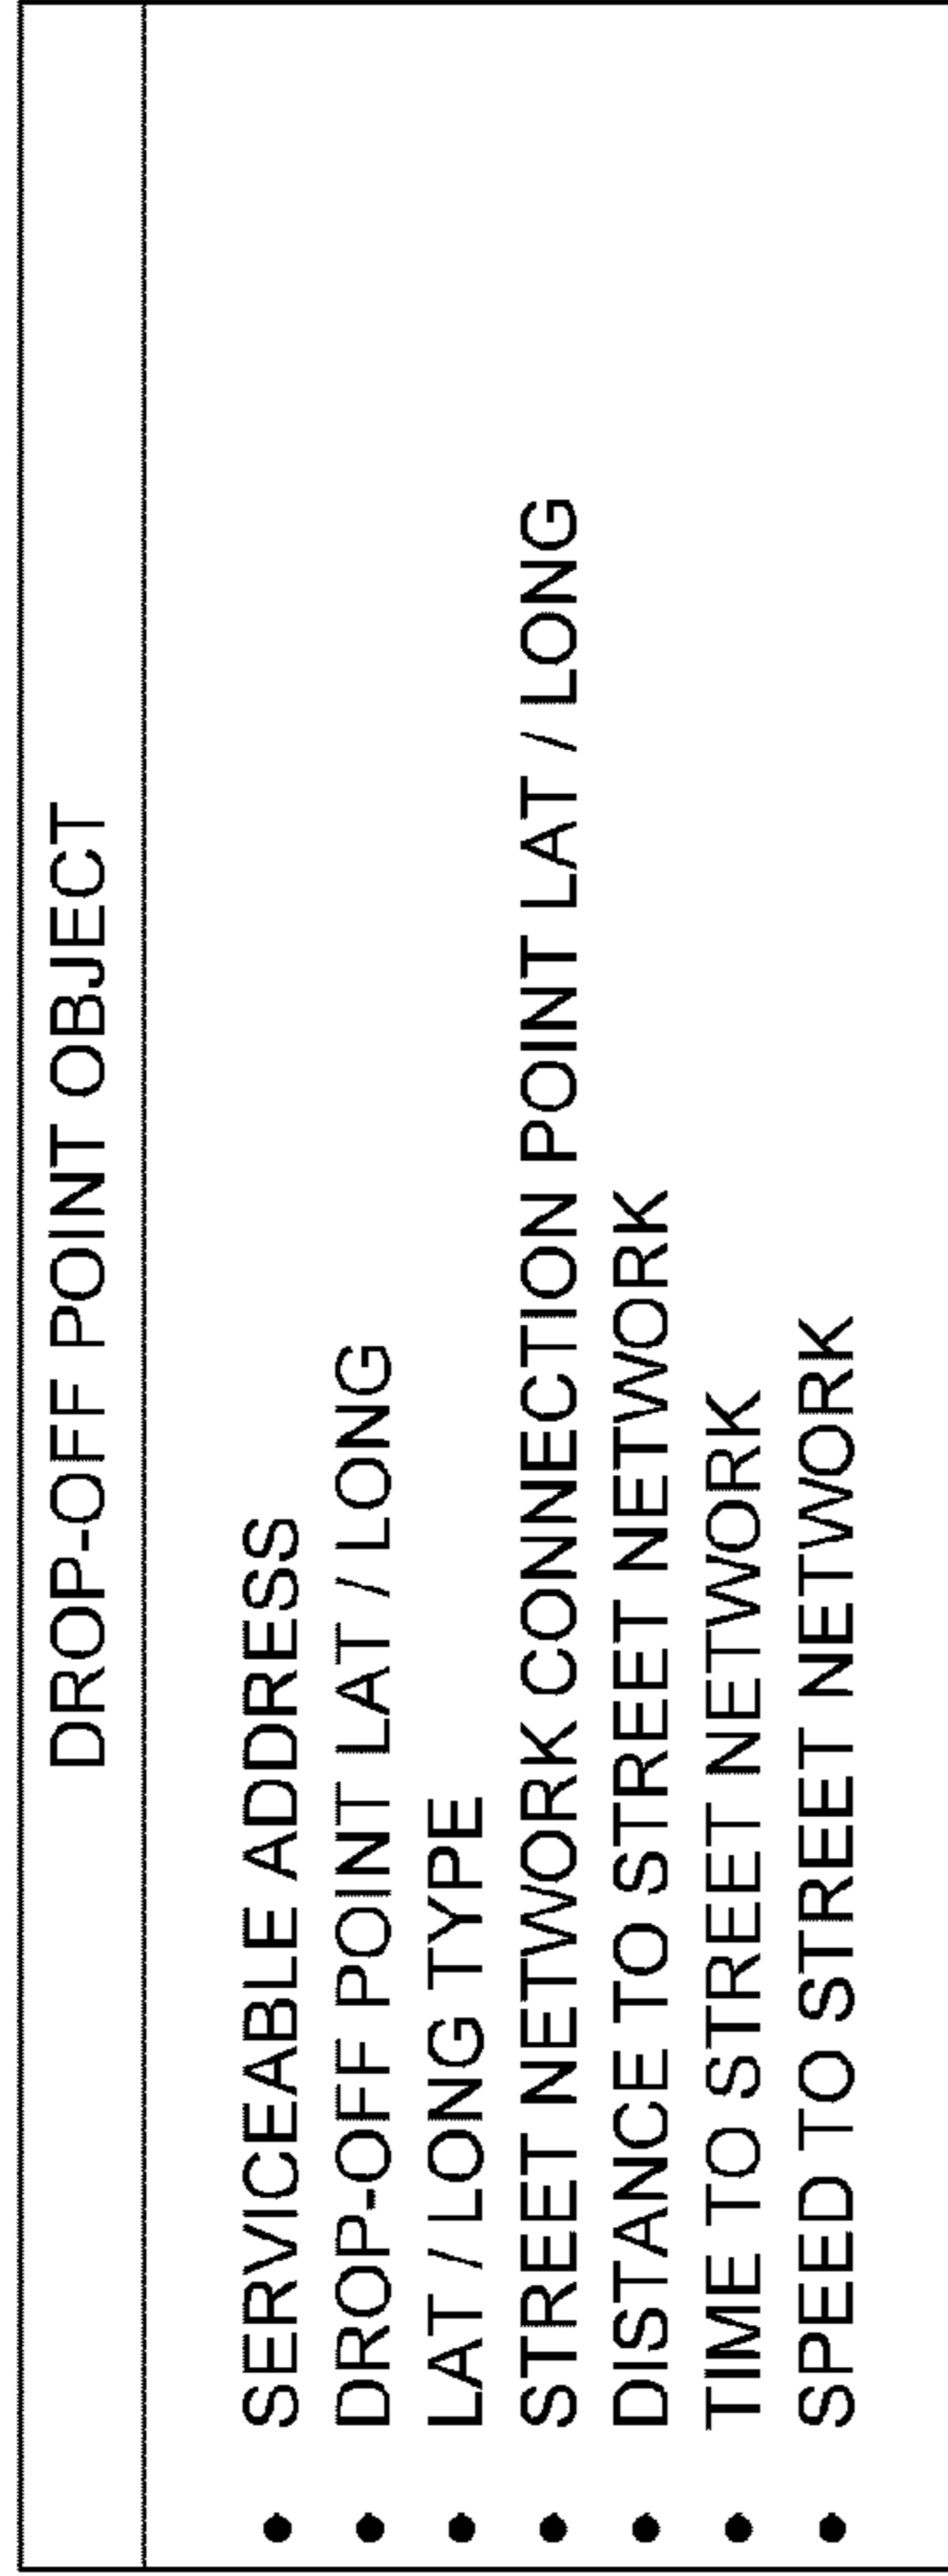 DROP-OFF POINT OBJECT
• SERVICEABLE ADDRESS
• DROP-OFF POINT LAT / LONG
• LAT / LONG TYPE
• STREET NETWORK CONNECTION POINT LAT / LONG
• DISTANCE TO STREET NETWORK
• TIME TO STREET NETWORK
• SPEED TO STREET NETWORK